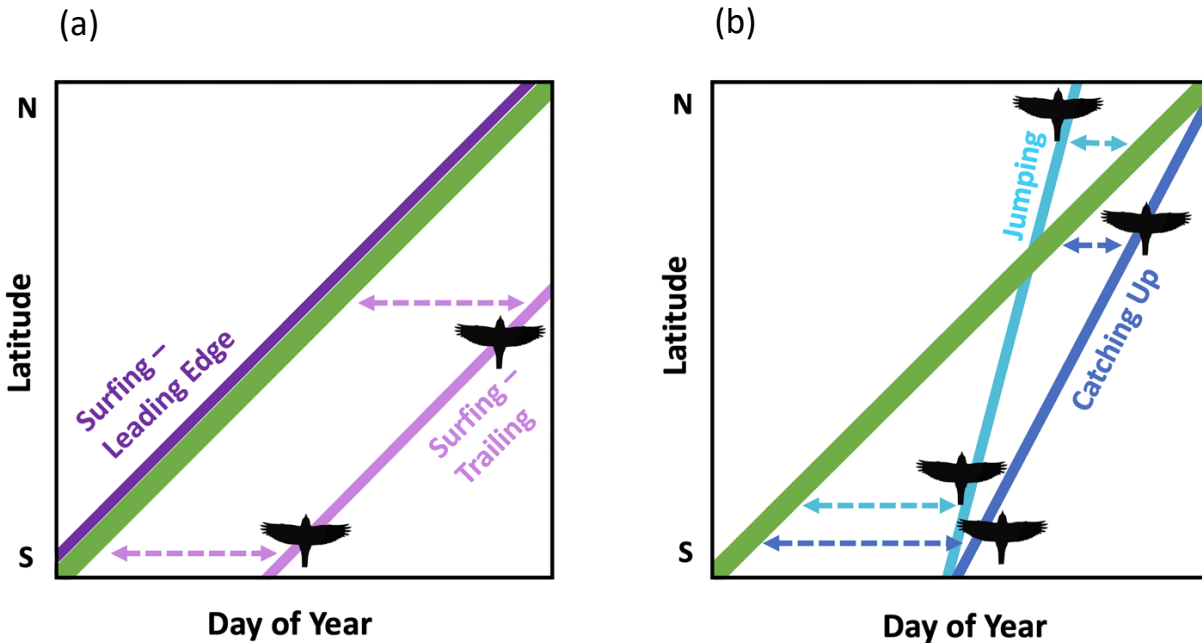 (a)
N
Latitude
S
Surfing –
Leading Edge
Surfing –
Trailing
Day of Year
(b)
N
Latitude
S
Jumping
Catching Up
Day of Year